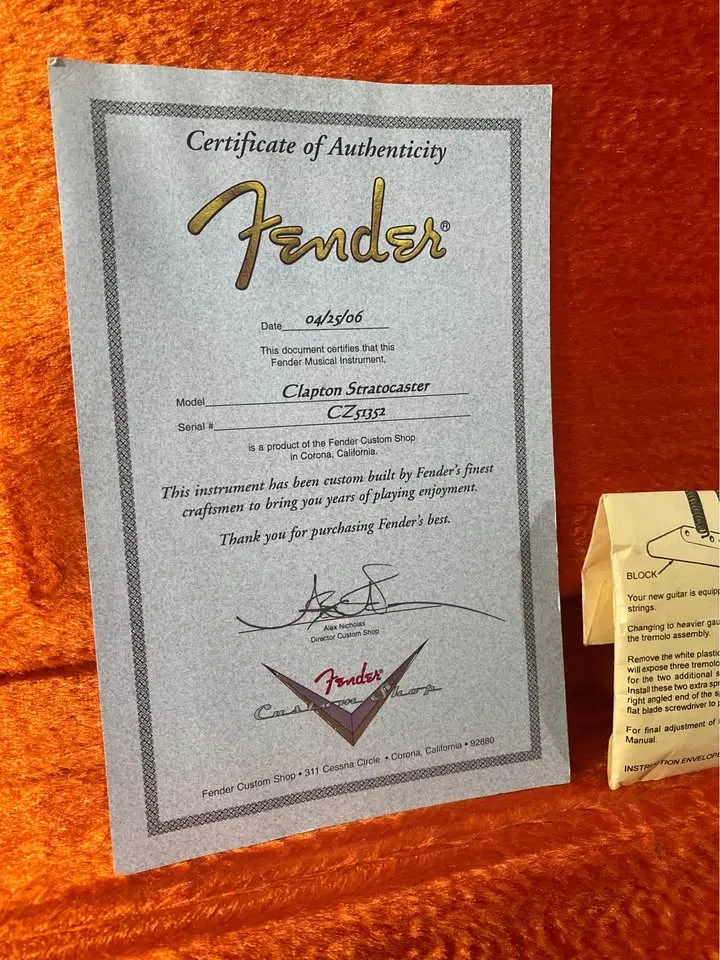 Certificate of Authenticity
Fender®
Date 04/25/06
This document certifies that this
Fender Musical Instrument,
Model Clapton Stratocaster
Serial # CZ51352
is a product of the Fender Custom Shop
in Corona, California.
This instrument has been custom built by Fender's finest
craftsmen to bring you years of playing enjoyment.
Thank you for purchasing Fender's best.
Alex Nicholas
Director Custom Shop
Fender®
Custom Shop
Fender Custom Shop • 311 Cessna Circle • Corona, California • 92880
BLOCK
Your new guitar is equip
strings.
Changing to heavier gau
the tremolo assembly.
Remove the white plastic
will expose three tremolo
for the two additional s
Install these two extra spr
right angled end of the s
flat blade screwdriver to p
For final adjustment of
Manual.
INSTRUCTION ENVELOPE